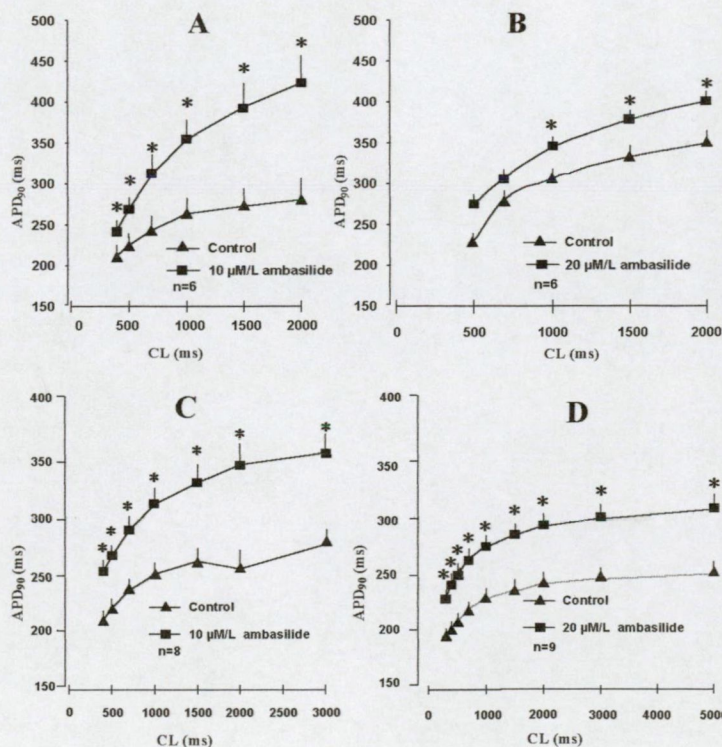 A
500
450
400
350
300
250
200
150
APD90 (ms)
* * * * * *
Control
10 µM/L ambasilide
n=6
0 500 1000 1500 2000
CL (ms)
B
500
450
400
350
300
250
200
150
APD90 (ms)
* * *
Control
20 µM/L ambasilide
n=6
0 500 1000 1500 2000
CL (ms)
C
400
350
300
250
200
150
APD90 (ms)
* * * * * * *
Control
10 µM/L ambasilide
n=8
0 500 1000 1500 2000 2500 3000
CL (ms)
D
400
350
300
250
200
150
APD90 (ms)
* * * * * * * * *
Control
20 µM/L ambasilide
n=9
0 1000 2000 3000 4000 5000
CL (ms)